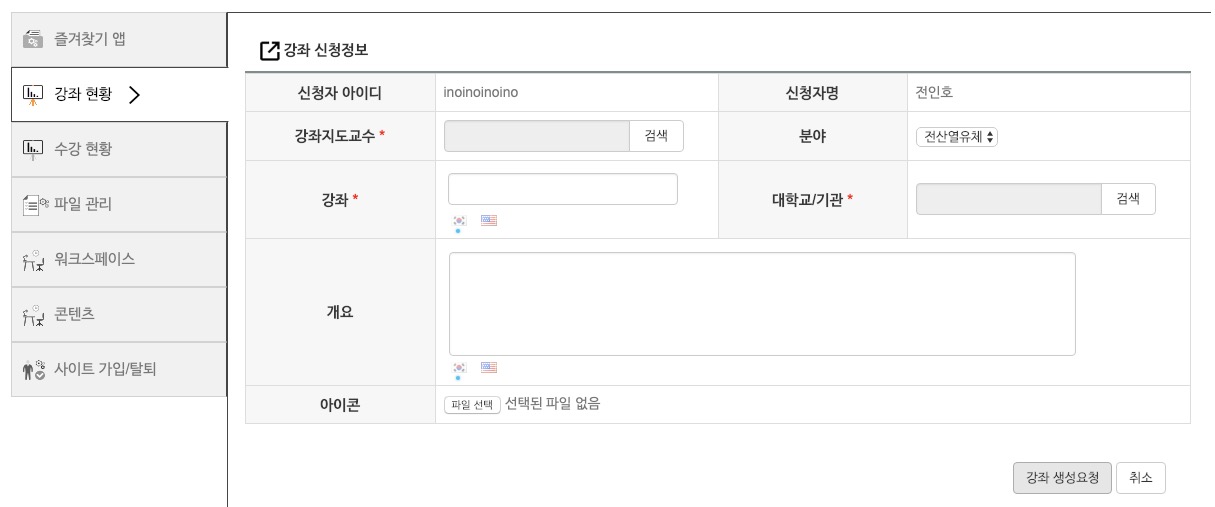 즐겨찾기 앱
강좌 현황
수강 현황
파일 관리
워크스페이스
콘텐츠
사이트 가입/탈퇴
강좌 신청정보
신청자 아이디 inoinoinoino 신청자명 전인호
강좌지도교수 * 검색 분야 전산열유체
강좌 * 대학교/기관 * 검색
개요
아이콘 파일 선택 선택된 파일 없음
강좌 생성요청 취소